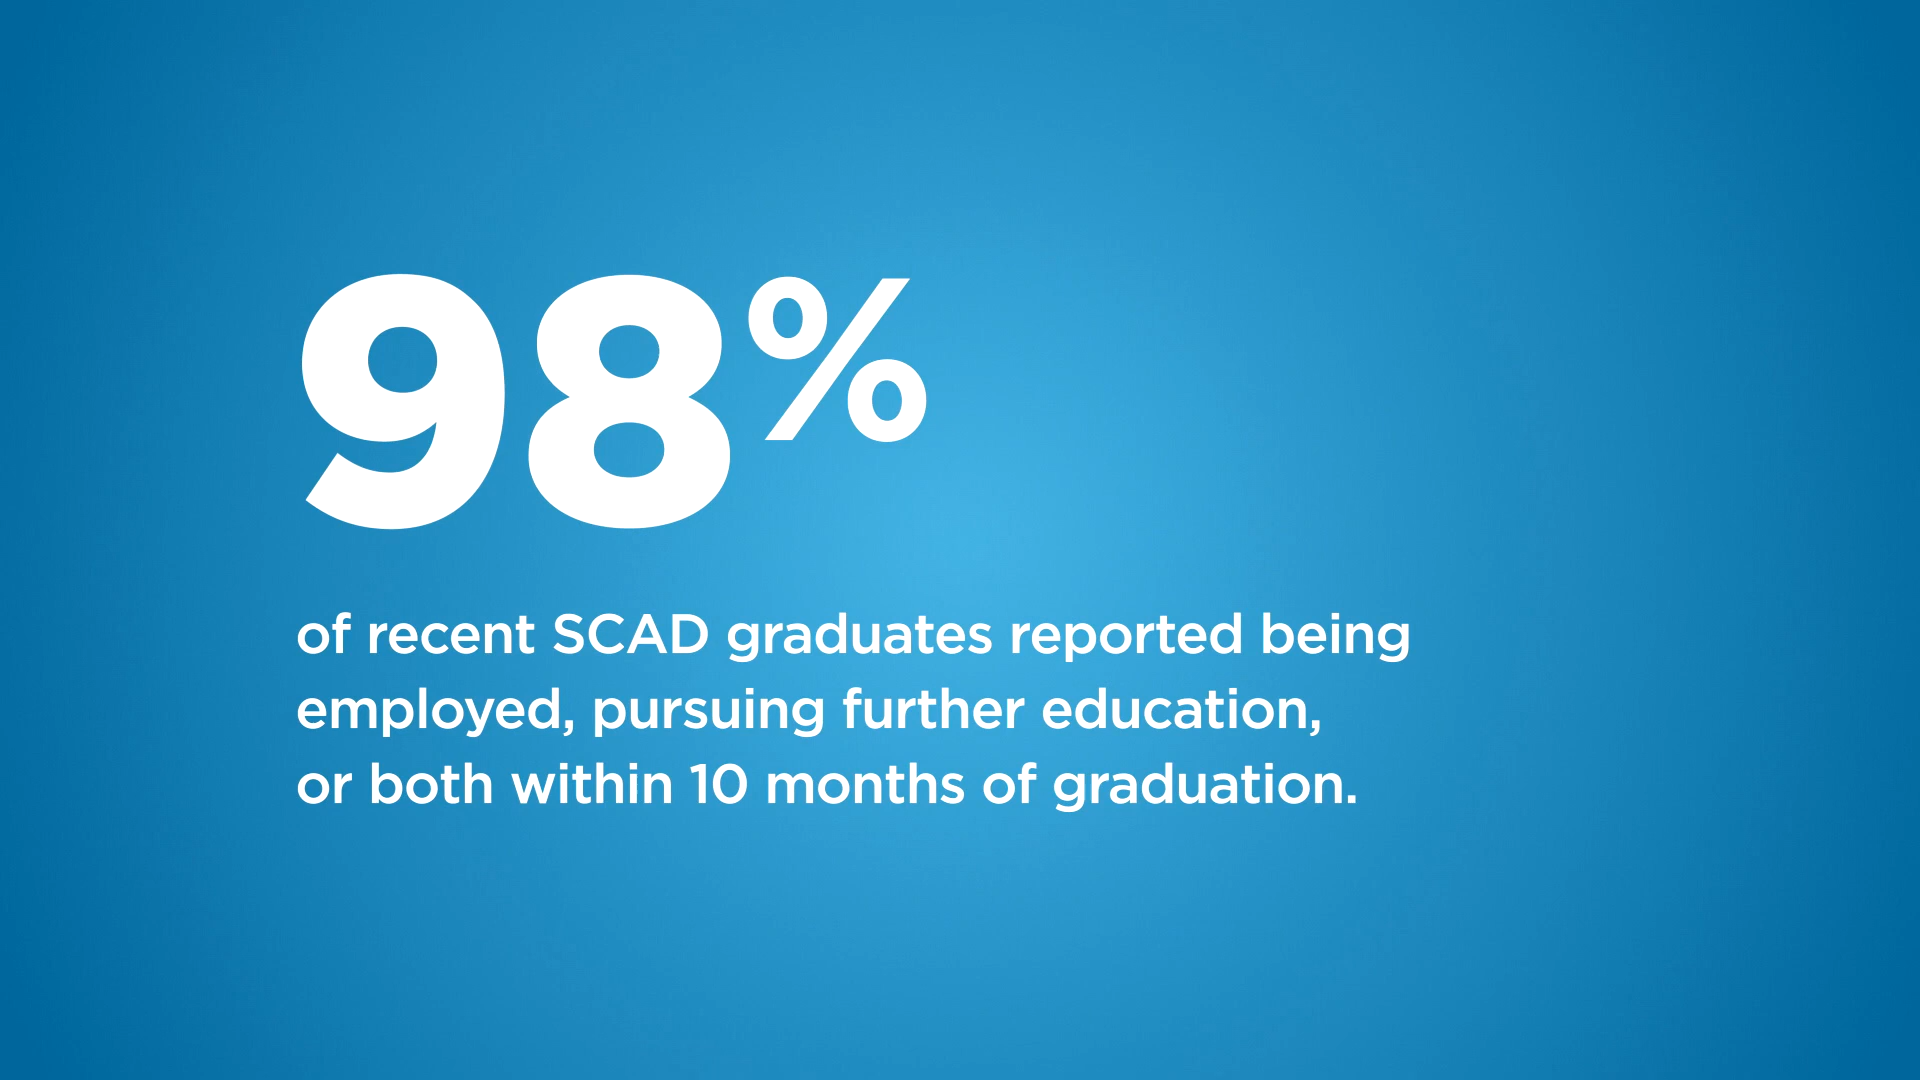 98%
of recent SCAD graduates reported being
employed, pursuing further education,
or both within 10 months of graduation.